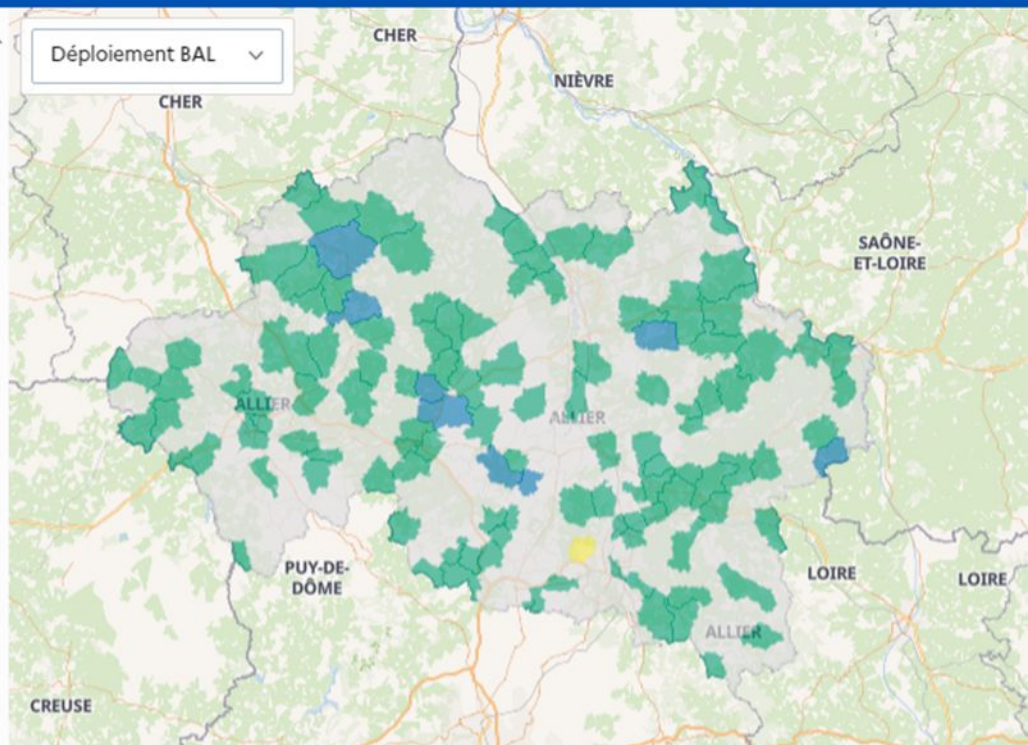 CHER
Déploiement BAL
NIÈVRE
CHER
SAÔNE-
ET-LOIRE
ALLIER
ALLIER
PUY-DE-
DÔME
LOIRE
LOIRE
ALLIER
CREUSE